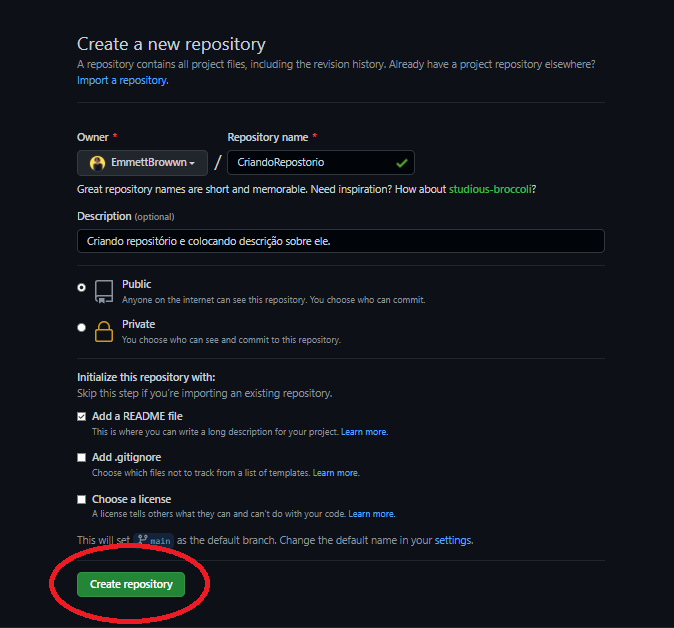 Create a new repository
A repository contains all project files, including the revision history. Already have a project repository elsewhere?
Import a repository.
Owner * Repository name *
EmmettBrowwn / CriandoRepostorio
Great repository names are short and memorable. Need inspiration? How about studious-broccoli?
Description (optional)
Criando repositório e colocando descrição sobre ele.
Public
Anyone on the internet can see this repository. You choose who can commit.
Private
You choose who can see and commit to this repository.
Initialize this repository with:
Skip this step if you're importing an existing repository.
Add a README file
This is where you can write a long description for your project. Learn more.
Add .gitignore
Choose which files not to track from a list of templates. Learn more.
Choose a license
A license tells others what they can and can't do with your code. Learn more.
This will set main as the default branch. Change the default name in your settings.
Create repository